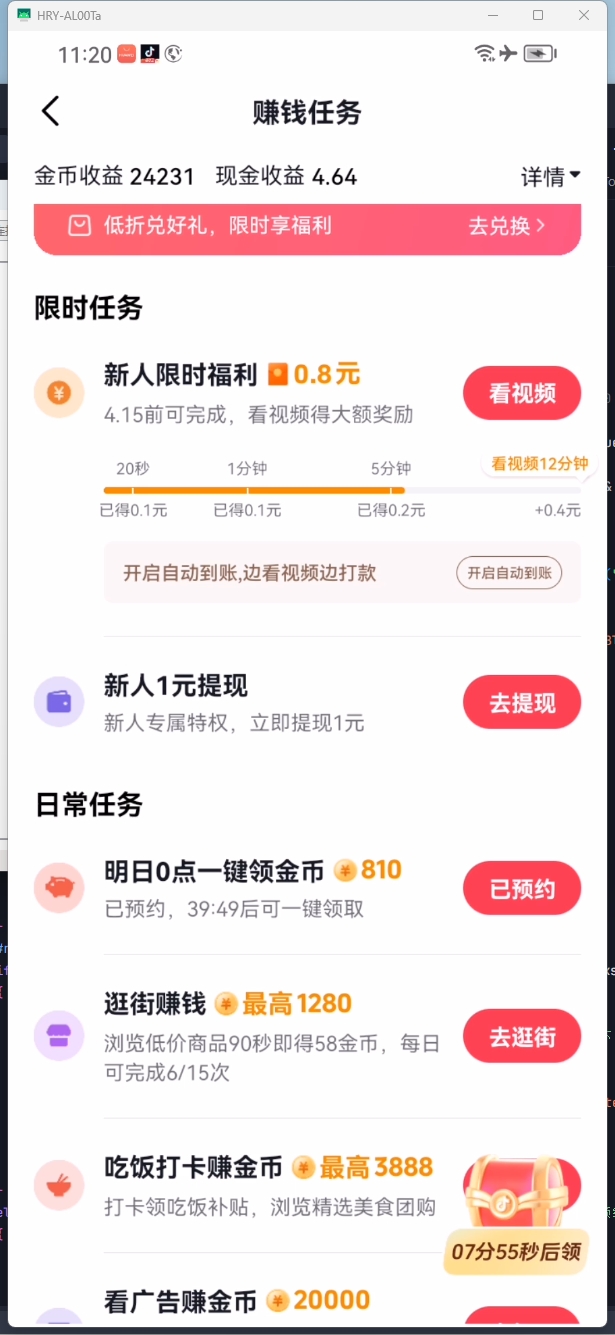 HRY-AL00Ta
11:20
赚钱任务
金币收益 24231 现金收益 4.64 详情
低折兑好礼，限时享福利 去兑换
限时任务
新人限时福利 0.8元
看视频
4.15前可完成，看视频得大额奖励
20秒 1分钟 5分钟 看视频12分钟
已得0.1元 已得0.1元 已得0.2元 +0.4元
开启自动到账,边看视频边打款 开启自动到账
新人1元提现
去提现
新人专属特权，立即提现1元
日常任务
明日0点一键领金币 810
已预约
已预约，39:49后可一键领取
逛街赚钱 最高1280
去逛街
浏览低价商品90秒即得58金币，每日
可完成6/15次
吃饭打卡赚金币 最高3888
打卡领吃饭补贴，浏览精选美食团购
07分55秒后领
看广告赚金币 20000